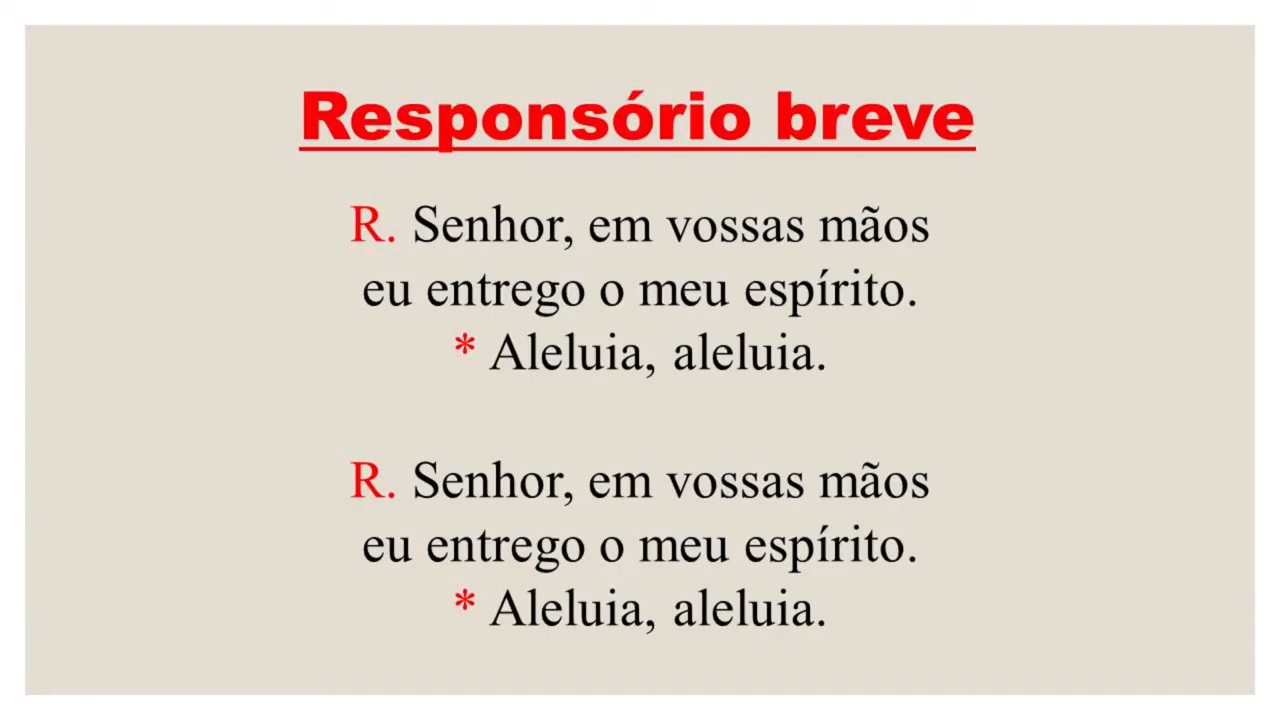 Responsório breve
R. Senhor, em vossas mãos
eu entrego o meu espírito.
* Aleluia, aleluia.
R. Senhor, em vossas mãos
eu entrego o meu espírito.
* Aleluia, aleluia.